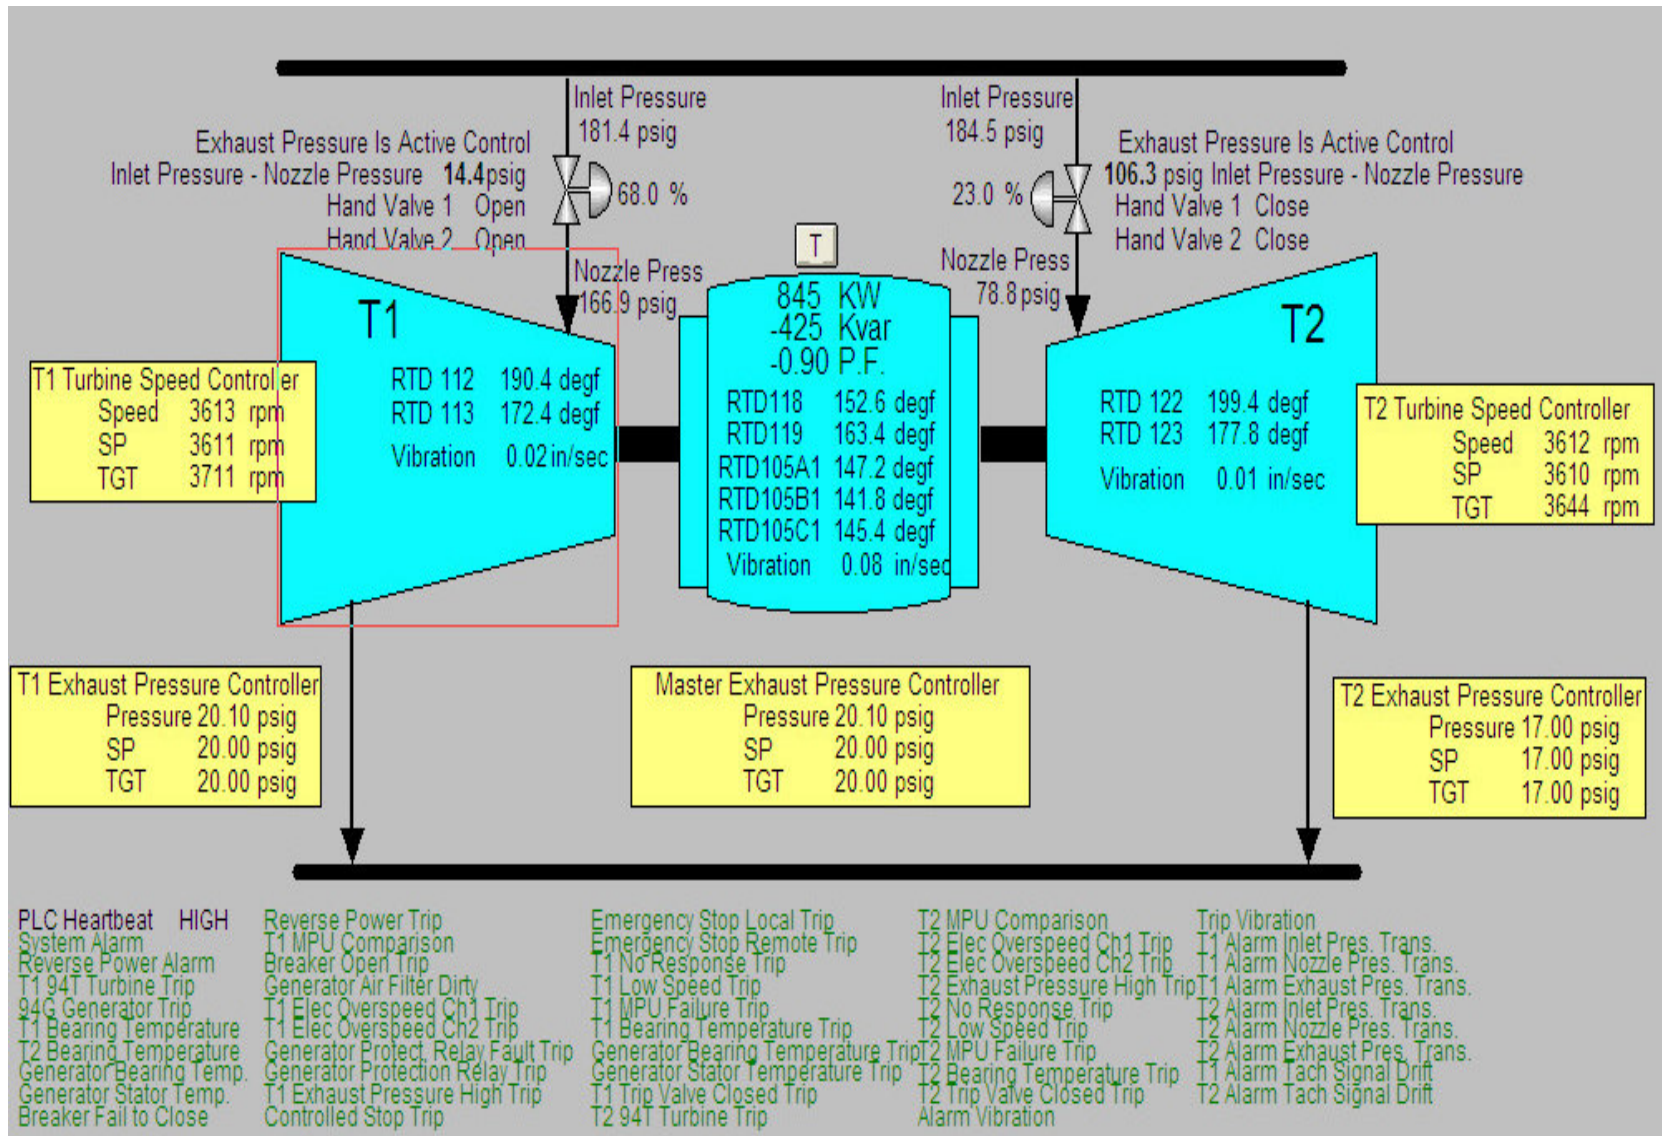 Inlet Pressure
181.4 psig
Inlet Pressure
184.5 psig
Exhaust Pressure Is Active Control
Inlet Pressure - Nozzle Pressure 14.4psig
Hand Valve 1 Open
Hand Valve 2 Open
68.0 %
23.0 %
Exhaust Pressure Is Active Control
106.3 psig Inlet Pressure - Nozzle Pressure
Hand Valve 1 Close
Hand Valve 2 Close
T
Nozzle Press
166.9 psig
Nozzle Press
78.8 psig
T1
RTD 112 190.4 degf
RTD 113 172.4 degf
Vibration 0.02 in/sec
845 KW
-425 Kvar
-0.90 P.F.
RTD118 152.6 degf
RTD119 163.4 degf
RTD105A1 147.2 degf
RTD105B1 141.8 degf
RTD105C1 145.4 degf
Vibration 0.08 in/sec
T2
RTD 122 199.4 degf
RTD 123 177.8 degf
Vibration 0.01 in/sec
T1 Turbine Speed Controller
Speed 3613 rpm
SP 3611 rpm
TGT 3711 rpm
T2 Turbine Speed Controller
Speed 3612 rpm
SP 3610 rpm
TGT 3644 rpm
T1 Exhaust Pressure Controller
Pressure 20.10 psig
SP 20.00 psig
TGT 20.00 psig
Master Exhaust Pressure Controller
Pressure 20.10 psig
SP 20.00 psig
TGT 20.00 psig
T2 Exhaust Pressure Controller
Pressure 17.00 psig
SP 17.00 psig
TGT 17.00 psig
PLC Heartbeat HIGH
System Alarm
Reverse Power Alarm
T1 94T Turbine Trip
94G Generator Trip
T1 Bearing Temperature
T2 Bearing Temperature
Generator Bearing Temp.
Generator Stator Temp.
Breaker Fail to Close
Reverse Power Trip
T1 MPU Comparison
Breaker Open Trip
Generator Air Filter Dirty
T1 Elec Overspeed Ch1 Trip
T1 Elec Overspeed Ch2 Trip
Generator Protect. Relay Fault Trip
Generator Protection Relay Trip
T1 Exhaust Pressure High Trip
Controlled Stop Trip
Emergency Stop Local Trip
Emergency Stop Remote Trip
T1 No Response Trip
T1 Low Speed Trip
T1 MPU Failure Trip
T1 Bearing Temperature Trip
Generator Bearing Temperature Trip
Generator Stator Temperature Trip
T1 Trip Valve Closed Trip
T2 94T Turbine Trip
T2 MPU Comparison
T2 Elec Overspeed Ch1 Trip
T2 Elec Overspeed Ch2 Trip
T2 Exhaust Pressure High Trip
T2 No Response Trip
T2 Low Speed Trip
T2 MPU Failure Trip
T2 Bearing Temperature Trip
T2 Trip Valve Closed Trip
Alarm Vibration
Trip Vibration
T1 Alarm Inlet Pres. Trans.
T1 Alarm Nozzle Pres. Trans.
T1 Alarm Exhaust Pres. Trans.
T2 Alarm Inlet Pres. Trans.
T2 Alarm Nozzle Pres. Trans.
T2 Alarm Exhaust Pres. Trans.
T1 Alarm Tach Signal Drift
T2 Alarm Tach Signal Drift